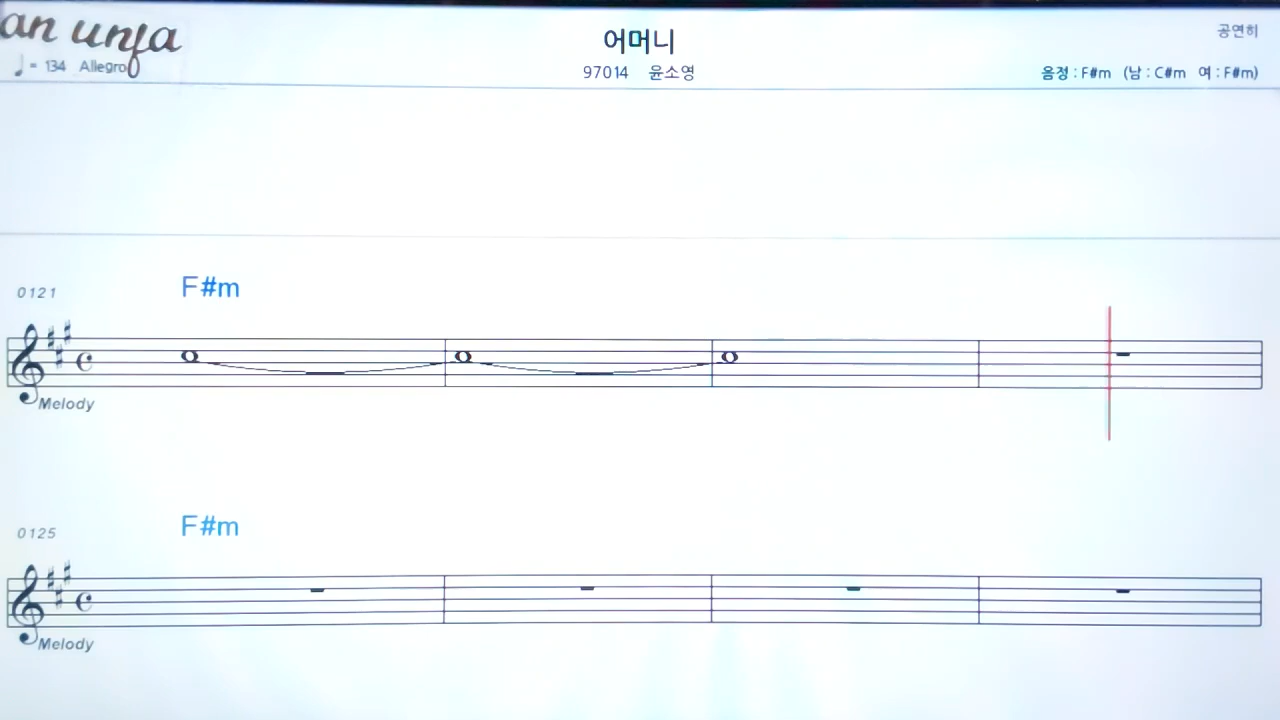 an unja
♩ = 134 Allegro
어머니
97014 윤소영
공연히
음정 : F#m (남 : C#m 여 : F#m)
0121
F#m
Melody
0125
F#m
Melody